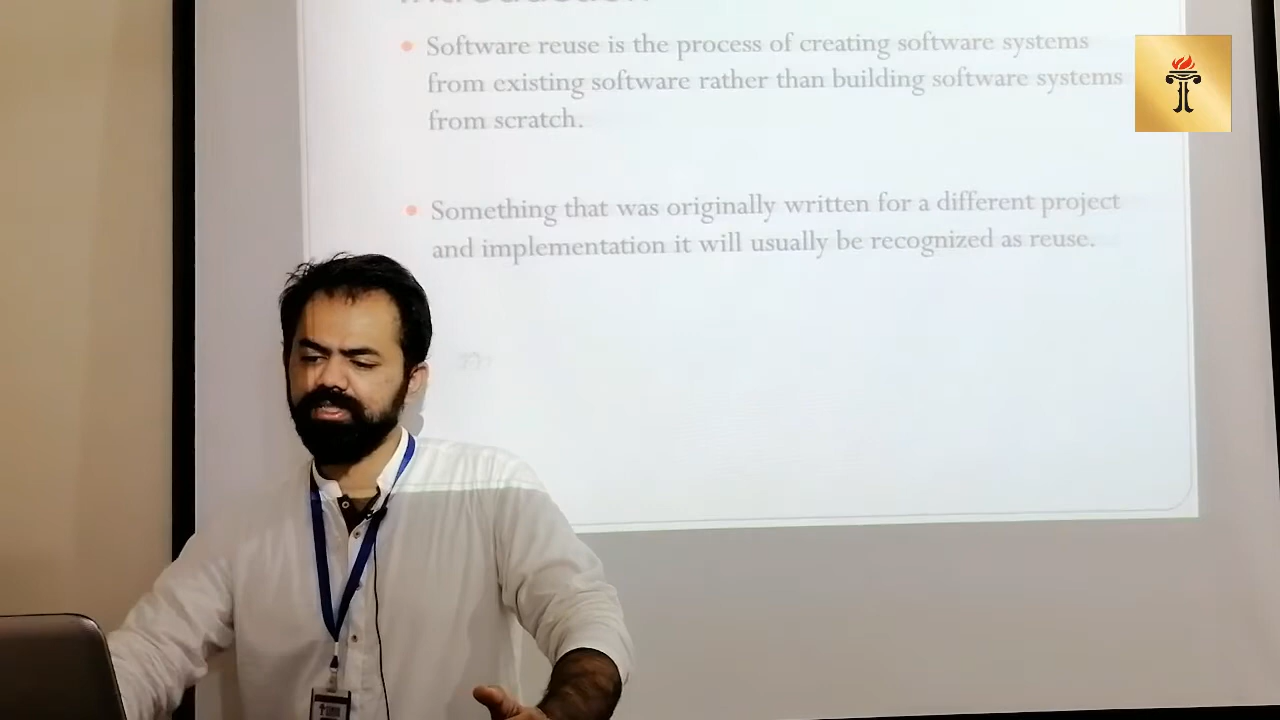 Introduction
Software reuse is the process of creating software systems
from existing software rather than building software systems
from scratch.
Something that was originally written for a different project
and implementation it will usually be recognized as reuse.